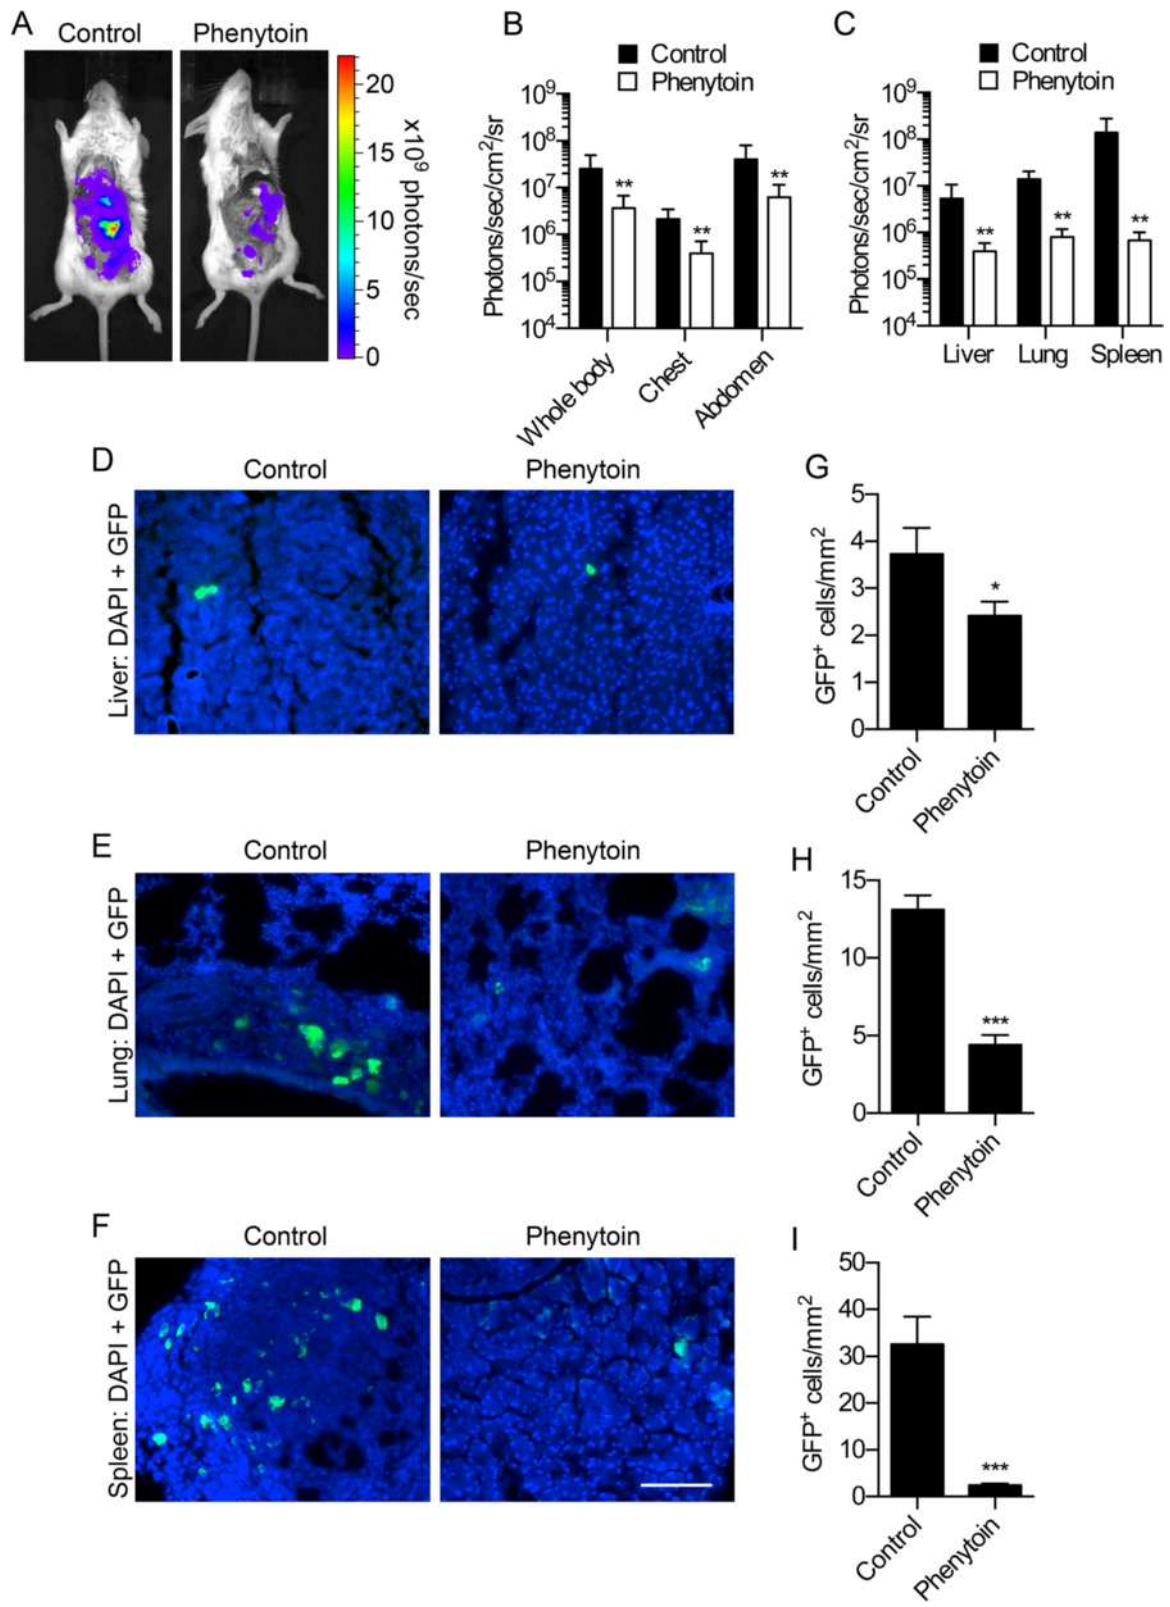 A
Control
Phenytoin
20
15
10
5
0
x10⁹ photons/sec
B
Control
Phenytoin
Photons/sec/cm²/sr
10⁹
10⁸
10⁷
10⁶
10⁵
10⁴
**
**
**
Whole body
Chest
Abdomen
C
Control
Phenytoin
Photons/sec/cm²/sr
10⁹
10⁸
10⁷
10⁶
10⁵
10⁴
**
**
**
Liver
Lung
Spleen
D
Control
Phenytoin
Liver: DAPI + GFP
G
GFP⁺ cells/mm²
5
4
3
2
1
0
*
Control
Phenytoin
E
Control
Phenytoin
Lung: DAPI + GFP
H
GFP⁺ cells/mm²
15
10
5
0
***
Control
Phenytoin
F
Control
Phenytoin
Spleen: DAPI + GFP
I
GFP⁺ cells/mm²
50
40
30
20
10
0
***
Control
Phenytoin